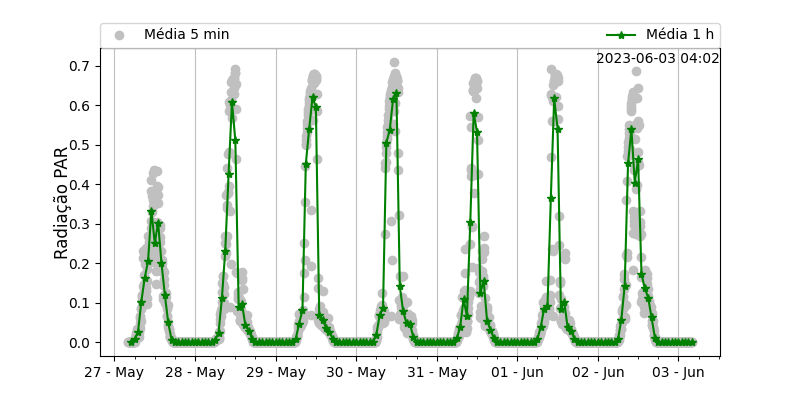 Média 5 min
Média 1 h
2023-06-03 04:02
Radiação PAR
0.7
0.6
0.5
0.4
0.3
0.2
0.1
0.0
27 - May
28 - May
29 - May
30 - May
31 - May
01 - Jun
02 - Jun
03 - Jun